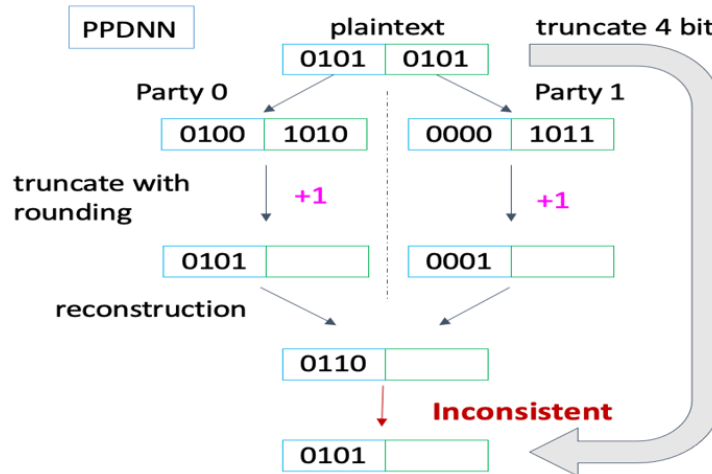 PPDNN
plaintext
truncate 4 bit
0101 0101
Party 0
Party 1
0100 1010
0000 1011
truncate with
rounding
+1
+1
0101
0001
reconstruction
0110
Inconsistent
0101